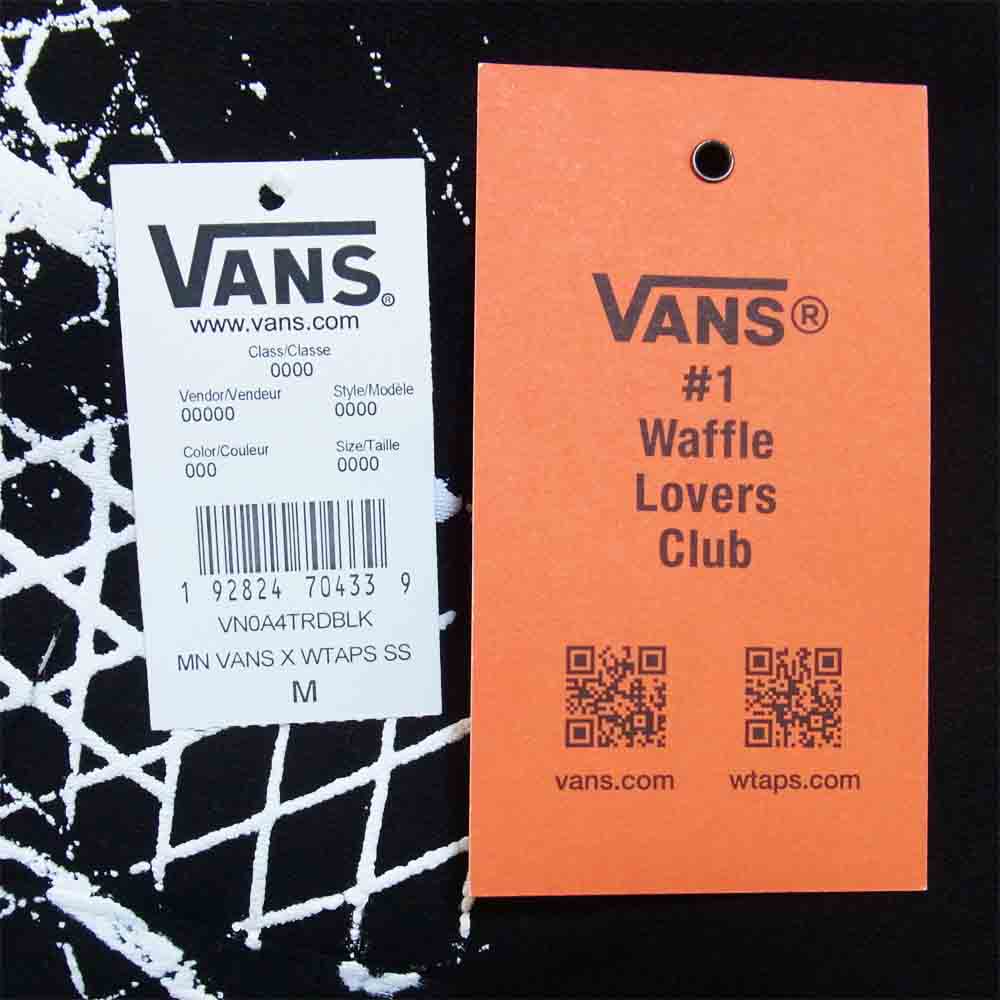 VANS®
www.vans.com
Class/Classe
0000
Vendor/Vendeur Style/Modèle
00000 0000
Color/Couleur Size/Taille
000 0000
1 92824 70433 9
VN0A4TRDBLK
MN VANS X WTAPS SS
M
VANS®
#1
Waffle
Lovers
Club
vans.com wtaps.com